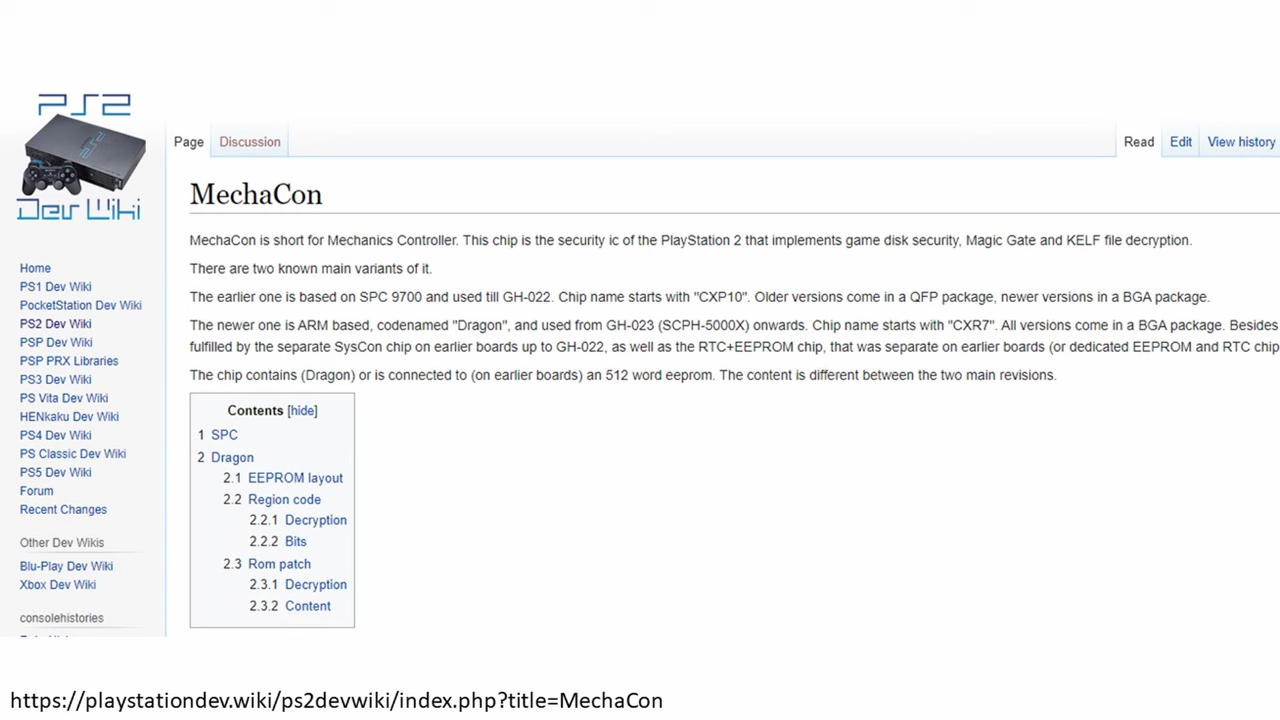 PS2
Dev Wiki
Home
PS1 Dev Wiki
PocketStation Dev Wiki
PS2 Dev Wiki
PSP Dev Wiki
PSP PRX Libraries
PS3 Dev Wiki
PS Vita Dev Wiki
HENkaku Dev Wiki
PS4 Dev Wiki
PS Classic Dev Wiki
PS5 Dev Wiki
Forum
Recent Changes
Other Dev Wikis
Blu-Play Dev Wiki
Xbox Dev Wiki
consolehistories
Page Discussion Read Edit View history
MechaCon
MechaCon is short for Mechanics Controller. This chip is the security ic of the PlayStation 2 that implements game disk security, Magic Gate and KELF file decryption.
There are two known main variants of it.
The earlier one is based on SPC 9700 and used till GH-022. Chip name starts with "CXP10". Older versions come in a QFP package, newer versions in a BGA package.
The newer one is ARM based, codenamed "Dragon", and used from GH-023 (SCPH-5000X) onwards. Chip name starts with "CXR7". All versions come in a BGA package. Besides
fulfilled by the separate SysCon chip on earlier boards up to GH-022, as well as the RTC+EEPROM chip, that was separate on earlier boards (or dedicated EEPROM and RTC chip
The chip contains (Dragon) or is connected to (on earlier boards) an 512 word eeprom. The content is different between the two main revisions.
Contents [hide]
1 SPC
2 Dragon
2.1 EEPROM layout
2.2 Region code
2.2.1 Decryption
2.2.2 Bits
2.3 Rom patch
2.3.1 Decryption
2.3.2 Content
https://playstationdev.wiki/ps2devwiki/index.php?title=MechaCon